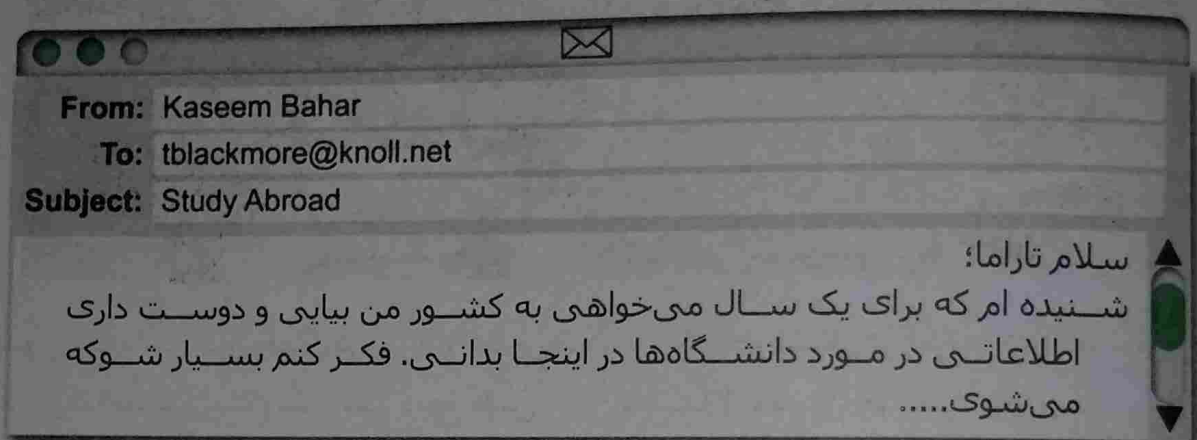 From: Kaseem Bahar
To: tblackmore@knoll.net
Subject: Study Abroad
سلام تاراما؛
شنیده ام که برای یک سال می‌خواهی به کشور من بیایی و دوست داری
اطلاعاتی در مورد دانشگاه‌ها در اینجا بدانی. فکر کنم بسیار شوکه
می‌شوی.....